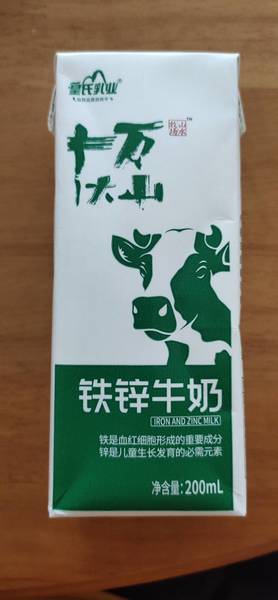 童氏乳业®
十万
伏山
™
铁锌牛奶
IRON AND ZINC MILK
铁是血红细胞形成的重要成分
锌是儿童生长发育的必需元素
净含量:200mL